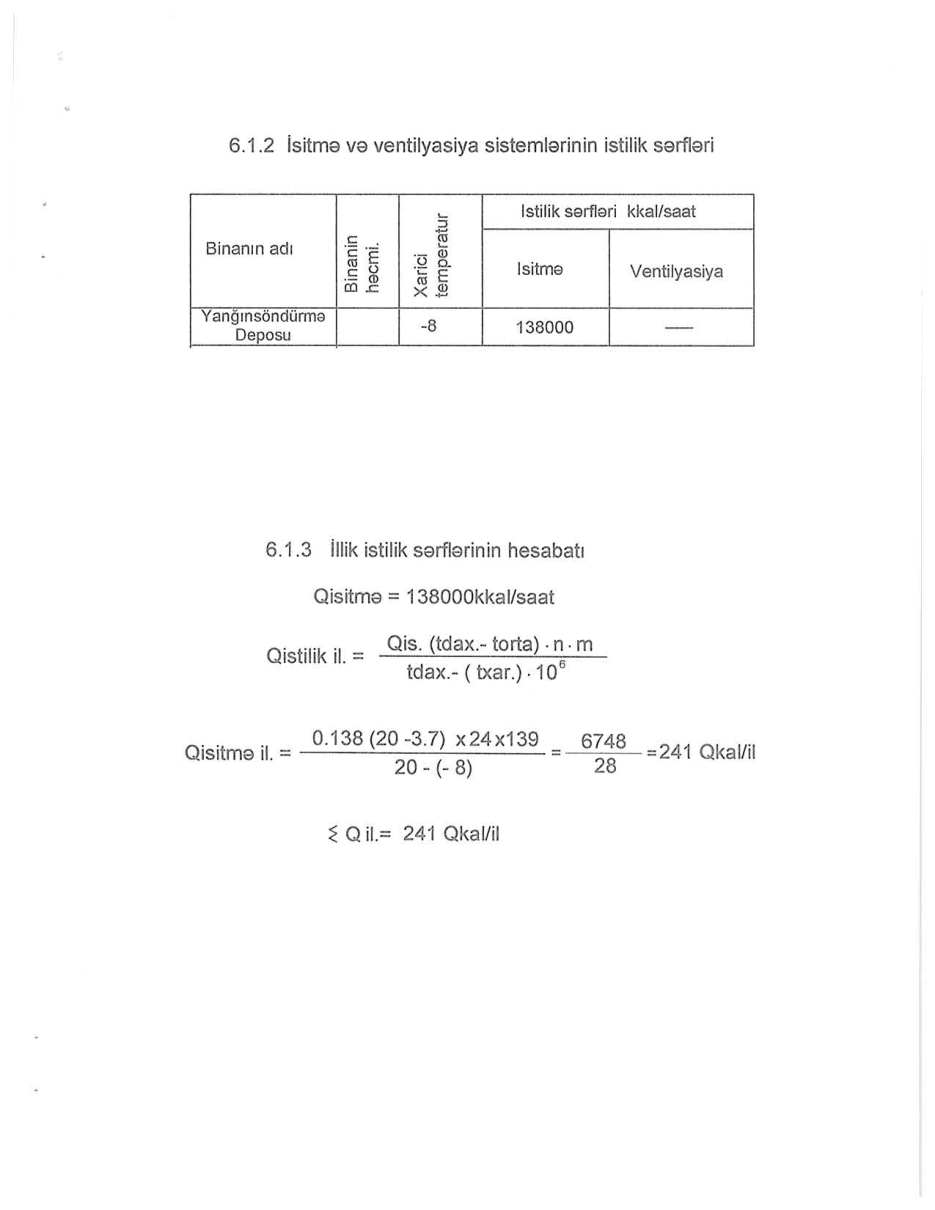 6.1.2 İsitmə və ventilyasiya sistemlərinin istilik sərfləri
Binanın adı
Binanin
həcmi.
Xarici
temperatur
Istilik sərfləri kkal/saat
Isitmə
Ventilyasiya
Yanğınsöndürmə
Deposu
-8
138000
—
6.1.3 İllik istilik sərflərinin hesabatı
Qisitmə = 138000kkal/saat
Qistilik il. = Qis. (tdax.- torta) · n · m
tdax.- ( txar.) · 10⁶
Qisitmə il. = 0.138 (20 -3.7) x24x139 = 6748 =241 Qkal/il
20 - (- 8) 28
≶ Q il.= 241 Qkal/il